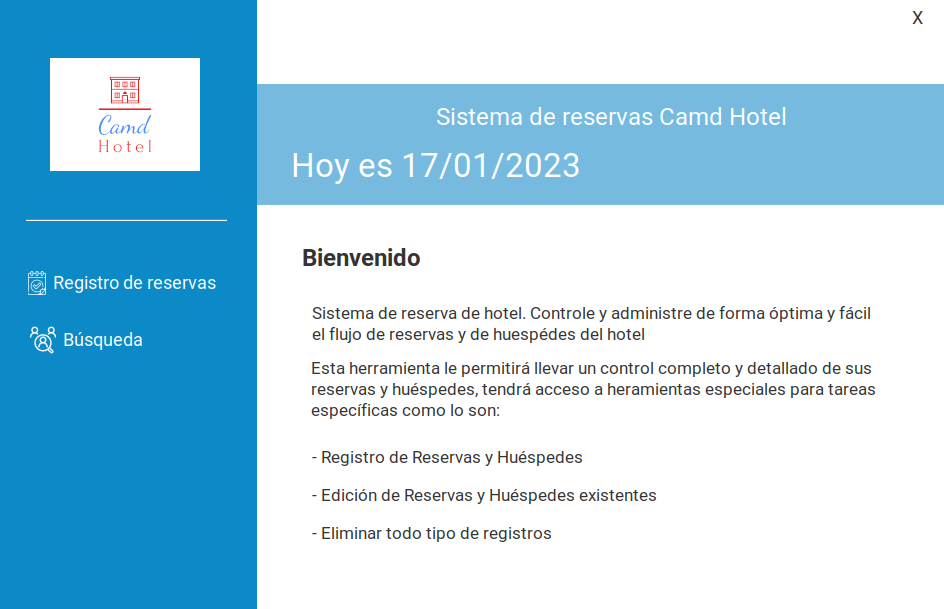 X
Camd
Hotel
Sistema de reservas Camd Hotel
Hoy es 17/01/2023
Registro de reservas
Búsqueda
Bienvenido
Sistema de reserva de hotel. Controle y administre de forma óptima y fácil
el flujo de reservas y de huespédes del hotel
Esta herramienta le permitirá llevar un control completo y detallado de sus
reservas y huéspedes, tendrá acceso a heramientas especiales para tareas
específicas como lo son:
- Registro de Reservas y Huéspedes
- Edición de Reservas y Huéspedes existentes
- Eliminar todo tipo de registros